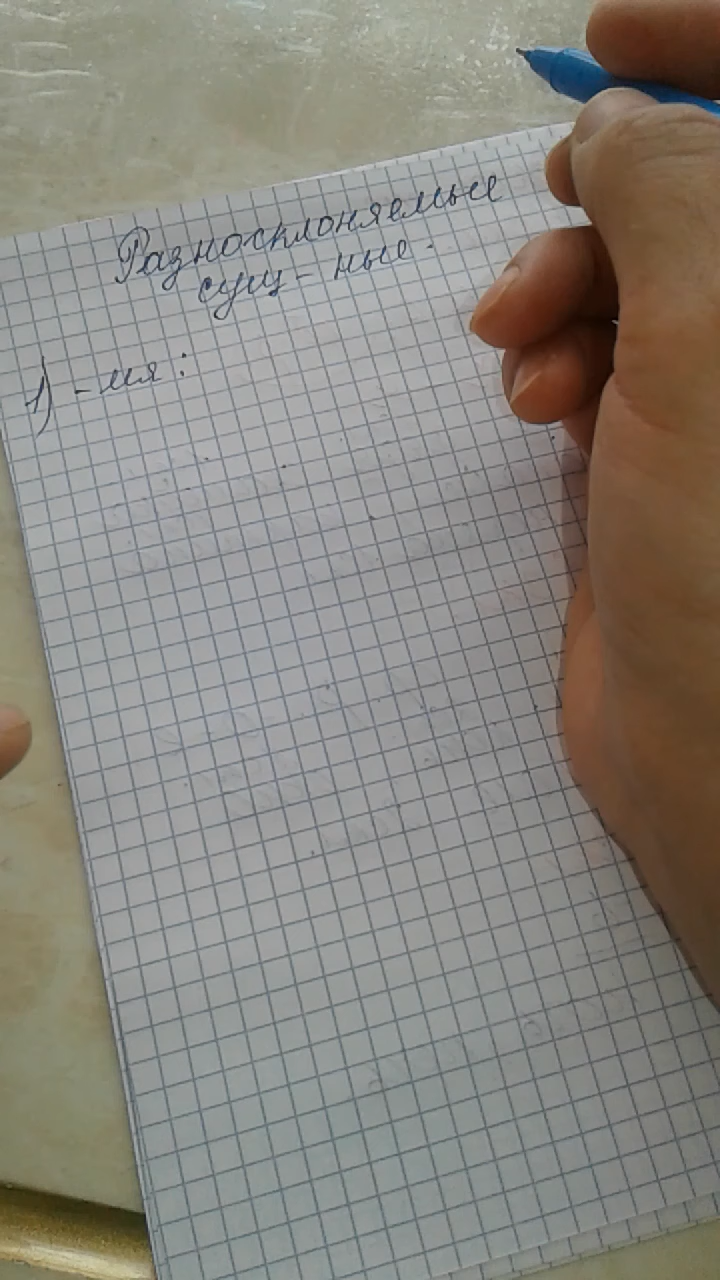 Разносклоняемые
сущ - ные.
1) - мя :